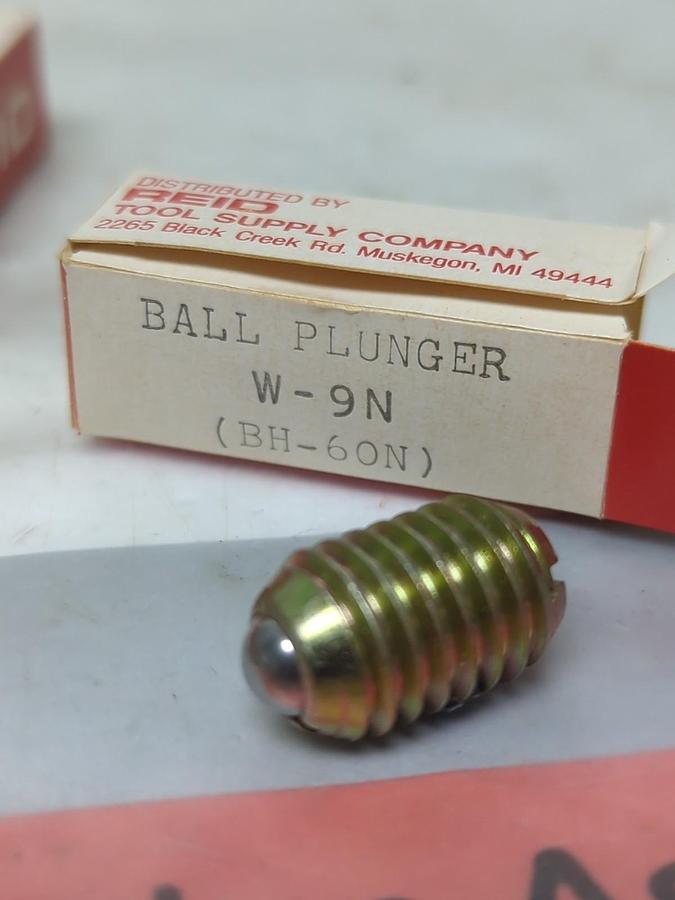 DISTRIBUTED BY
REID
TOOL SUPPLY COMPANY
2265 Black Creek Rd. Muskegon, MI 49444
BALL PLUNGER
W-9N
(BH-60N)